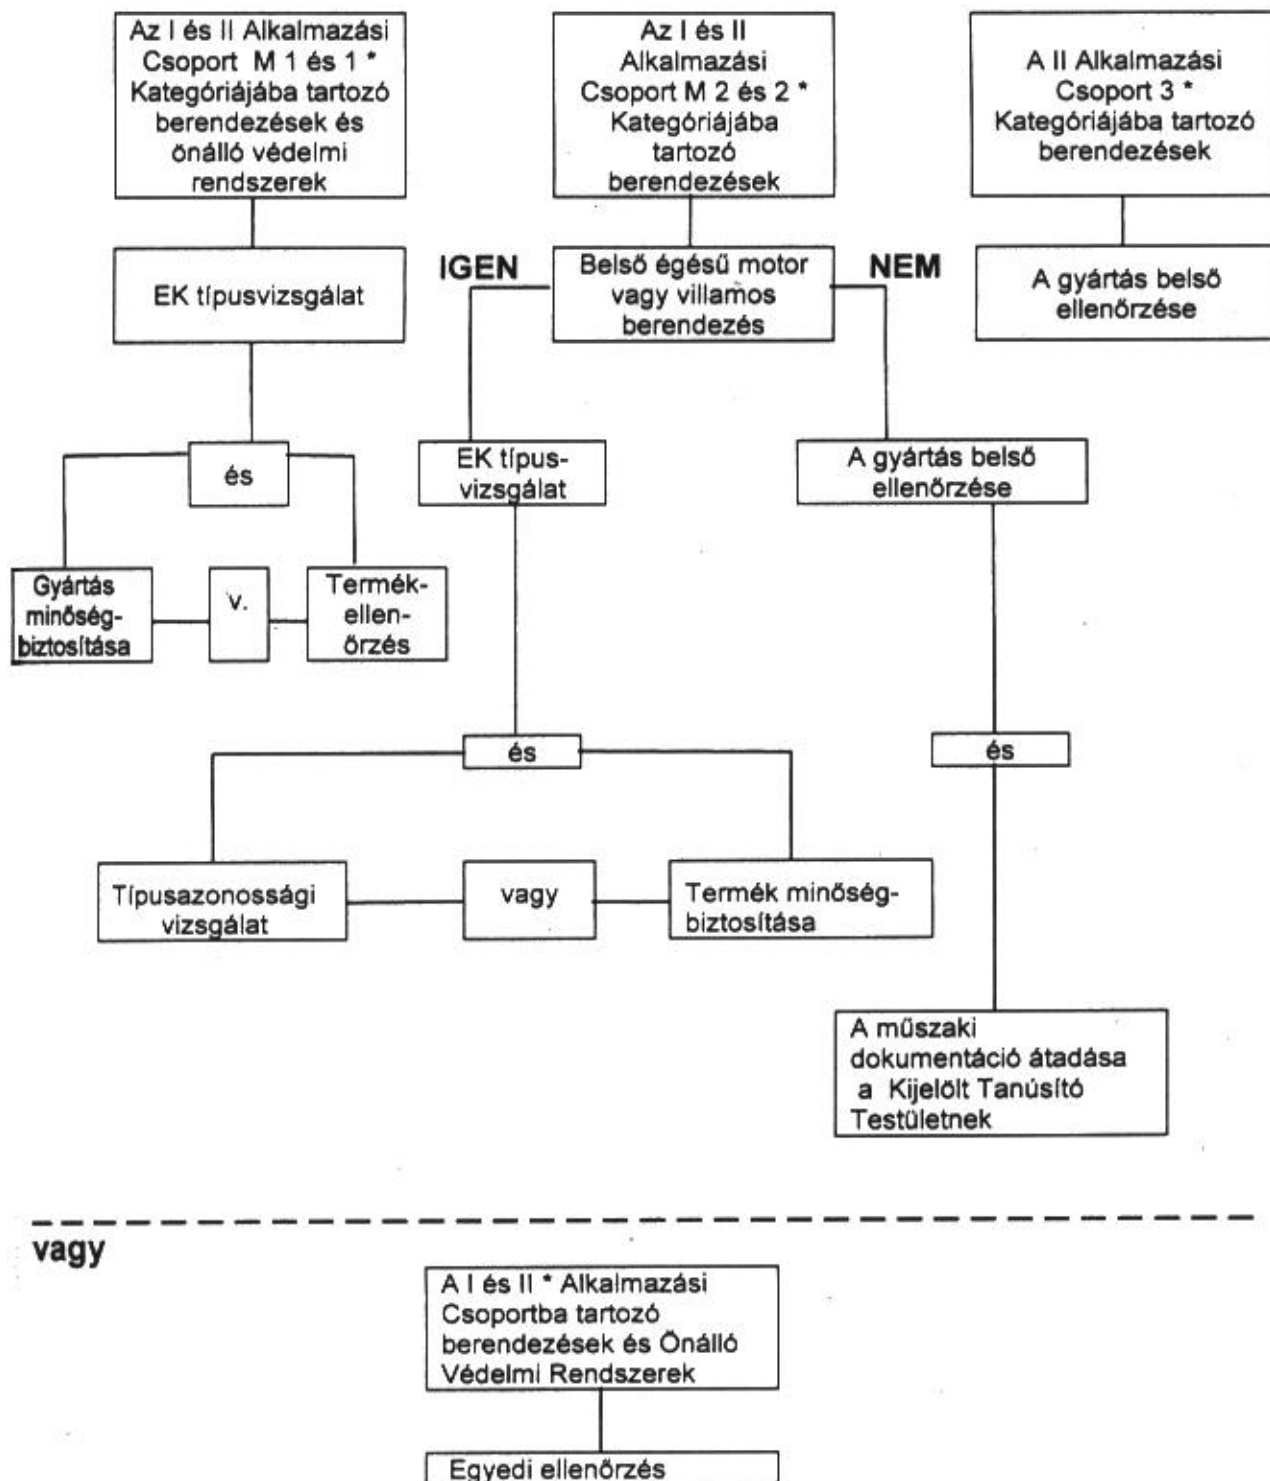 Az I és II Alkalmazási
Csoport M 1 és 1 *
Kategóriájába tartozó
berendezések és
önálló védelmi
rendszerek
Az I és II
Alkalmazási
Csoport M 2 és 2 *
Kategóriájába
tartozó
berendezések
A II Alkalmazási
Csoport 3 *
Kategóriájába tartozó
berendezések
EK típusvizsgálat
IGEN
Belső égésű motor
vagy villamos
berendezés
NEM
A gyártás belső
ellenőrzése
és
EK típus-
vizsgálat
A gyártás belső
ellenőrzése
Gyártás
minőség-
biztosítása
v.
Termék-
ellen-
őrzés
és
és
Típusazonossági
vizsgálat
vagy
Termék minőség-
biztosítása
A műszaki
dokumentáció átadása
a Kijelölt Tanúsító
Testületnek
vagy
A I és II * Alkalmazási
Csoportba tartozó
berendezések és Önálló
Védelmi Rendszerek
Egyedi ellenőrzés